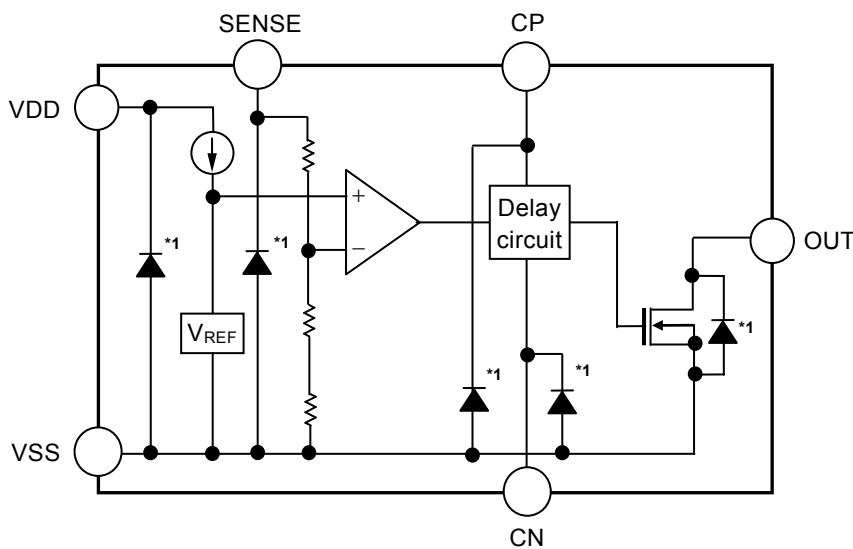 SENSE
CP
VDD
+
−
Delay
circuit
*1
*1
OUT
VREF
*1
*1
*1
VSS
CN